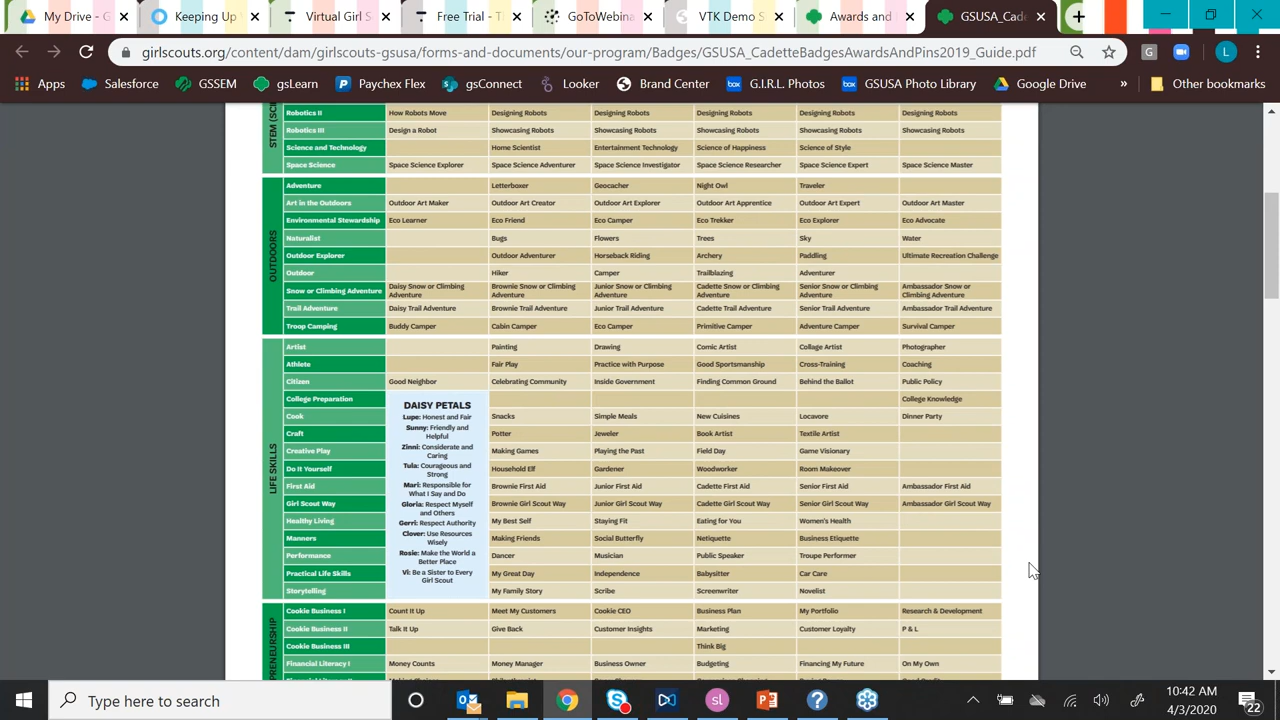 My Drive - G
Keeping Up
Virtual Girl S
Free Trial - T
GoToWebina
VTK Demo S
Awards and
GSUSA_Cade
girlscouts.org/content/dam/girlscouts-gsusa/forms-and-documents/our-program/Badges/GSUSA_CadetteBadgesAwardsAndPins2019_Guide.pdf
Apps Salesforce GSSEM gsLearn Paychex Flex gsConnect Looker Brand Center G.I.R.L. Photos GSUSA Photo Library Google Drive » Other bookmarks
STEM (SCI
Robotics II How Robots Move Designing Robots Designing Robots Designing Robots Designing Robots Designing Robots
Robotics III Design a Robot Showcasing Robots Showcasing Robots Showcasing Robots Showcasing Robots Showcasing Robots
Science and Technology Home Scientist Entertainment Technology Science of Happiness Science of Style
Space Science Space Science Explorer Space Science Adventurer Space Science Investigator Space Science Researcher Space Science Expert Space Science Master
OUTDOORS
Adventure Letterboxer Geocacher Night Owl Traveler
Art in the Outdoors Outdoor Art Maker Outdoor Art Creator Outdoor Art Explorer Outdoor Art Apprentice Outdoor Art Expert Outdoor Art Master
Environmental Stewardship Eco Learner Eco Friend Eco Camper Eco Trekker Eco Explorer Eco Advocate
Naturalist Bugs Flowers Trees Sky Water
Outdoor Explorer Outdoor Adventurer Horseback Riding Archery Paddling Ultimate Recreation Challenge
Outdoor Hiker Camper Trailblazing Adventurer
Snow or Climbing Adventure Daisy Snow or Climbing Adventure Brownie Snow or Climbing Adventure Junior Snow or Climbing Adventure Cadette Snow or Climbing Adventure Senior Snow or Climbing Adventure Ambassador Snow or Climbing Adventure
Trail Adventure Daisy Trail Adventure Brownie Trail Adventure Junior Trail Adventure Cadette Trail Adventure Senior Trail Adventure Ambassador Trail Adventure
Troop Camping Buddy Camper Cabin Camper Eco Camper Primitive Camper Adventure Camper Survival Camper
LIFE SKILLS
Artist Painting Drawing Comic Artist Collage Artist Photographer
Athlete Fair Play Practice with Purpose Good Sportsmanship Cross-Training Coaching
Citizen Good Neighbor Celebrating Community Inside Government Finding Common Ground Behind the Ballot Public Policy
College Preparation College Knowledge
Cook Snacks Simple Meals New Cuisines Locavore Dinner Party
Craft Potter Jeweler Book Artist Textile Artist
Creative Play Making Games Playing the Past Field Day Game Visionary
Do It Yourself Household Elf Gardener Woodworker Room Makeover
First Aid Brownie First Aid Junior First Aid Cadette First Aid Senior First Aid Ambassador First Aid
Girl Scout Way Brownie Girl Scout Way Junior Girl Scout Way Cadette Girl Scout Way Senior Girl Scout Way Ambassador Girl Scout Way
Healthy Living My Best Self Staying Fit Eating for You Women's Health
Manners Making Friends Social Butterfly Netiquette Business Etiquette
Performance Dancer Musician Public Speaker Troupe Performer
Practical Life Skills My Great Day Independence Babysitter Car Care
Storytelling My Family Story Scribe Screenwriter Novelist
DAISY PETALS
Lupe: Honest and Fair
Sunny: Friendly and
Helpful
Zinni: Considerate and
Caring
Tula: Courageous and
Strong
Mari: Responsible for
What I Say and Do
Gloria: Respect Myself
and Others
Gerri: Respect Authority
Clover: Use Resources
Wisely
Rosie: Make the World a
Better Place
Vi: Be a Sister to Every
Girl Scout
PRENEURSHIP
Cookie Business I Count It Up Meet My Customers Cookie CEO Business Plan My Portfolio Research & Development
Cookie Business II Talk It Up Give Back Customer Insights Marketing Customer Loyalty P & L
Cookie Business III Think Big
Financial Literacy I Money Counts Money Manager Business Owner Budgeting Financing My Future On My Own
Type here to search
10:42 AM
4/3/2020
22